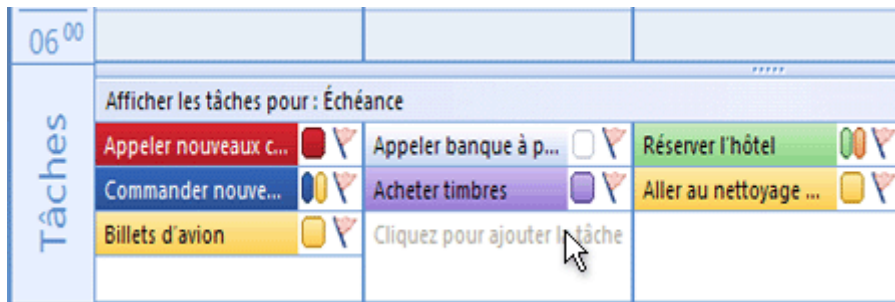 06 00
Tâches
Afficher les tâches pour : Échéance
Appeler nouveaux c... Appeler banque à p... Réserver l'hôtel
Commander nouve... Acheter timbres Aller au nettoyage ...
Billets d'avion Cliquez pour ajouter la tâche